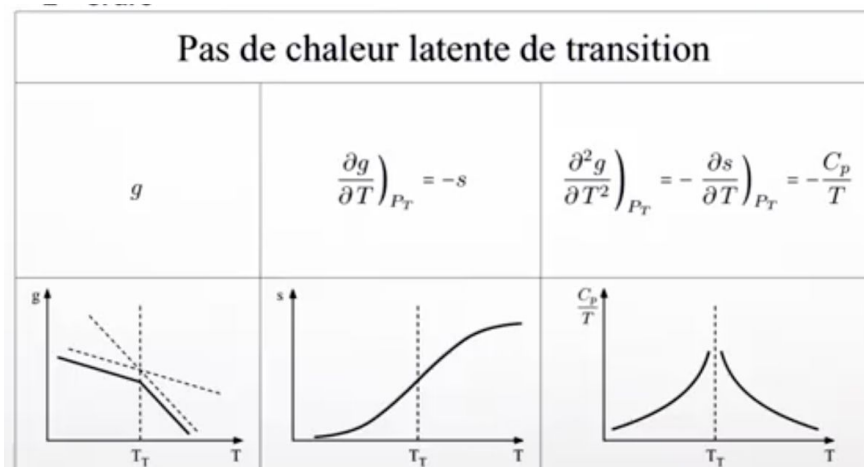 Pas de chaleur latente de transition
g
∂g/∂T)_{P_T} = -s
∂²g/∂T²)_{P_T} = - ∂s/∂T)_{P_T} = - C_p/T
g
T_T T
s
T_T T
C_p/T
T_T T